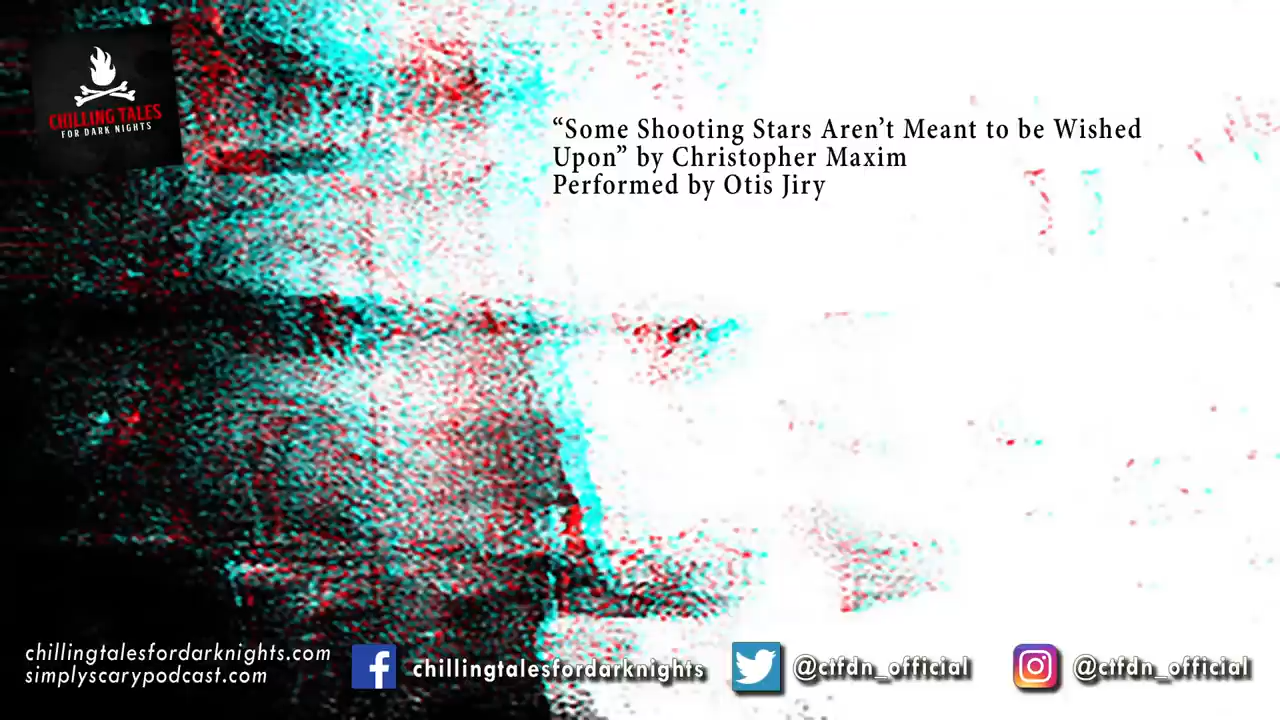 CHILLING TALES
FOR DARK NIGHTS
“Some Shooting Stars Aren’t Meant to be Wished
Upon” by Christopher Maxim
Performed by Otis Jiry
chillingtalesfordarknights.com
simplyscarypodcast.com
chillingtalesfordarknights
@ctfdn_official
@ctfdn_official